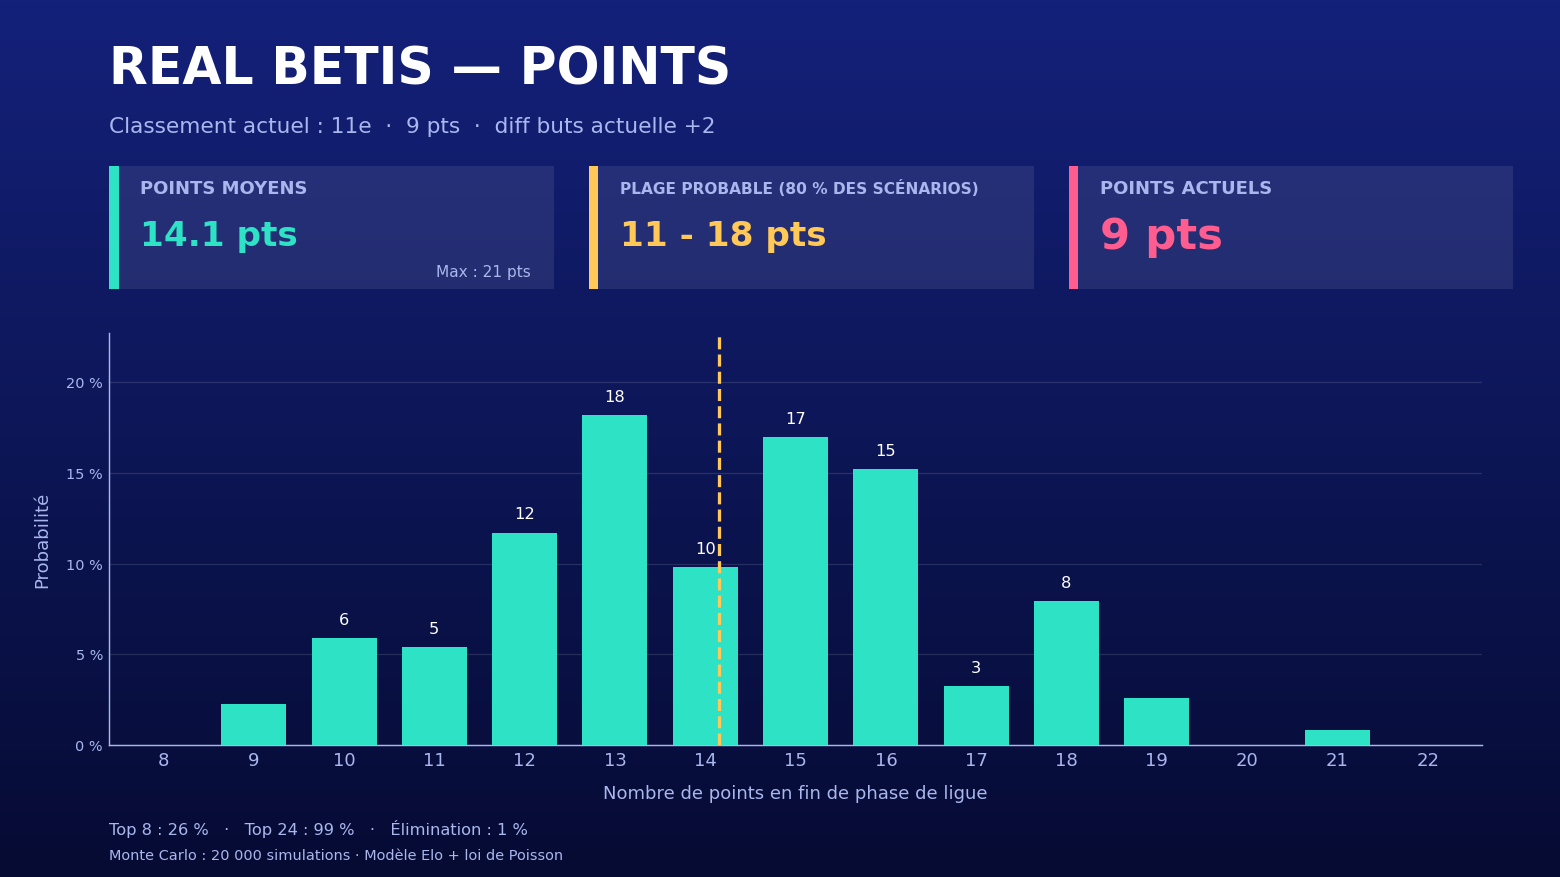 REAL BETIS — POINTS
Classement actuel : 11e · 9 pts · diff buts actuelle +2
POINTS MOYENS
14.1 pts
Max : 21 pts
PLAGE PROBABLE (80 % DES SCÉNARIOS)
11 - 18 pts
POINTS ACTUELS
9 pts
Probabilité
20 %
15 %
10 %
5 %
0 %
6
5
12
18
10
17
15
3
8
8 9 10 11 12 13 14 15 16 17 18 19 20 21 22
Nombre de points en fin de phase de ligue
Top 8 : 26 % · Top 24 : 99 % · Élimination : 1 %
Monte Carlo : 20 000 simulations · Modèle Elo + loi de Poisson